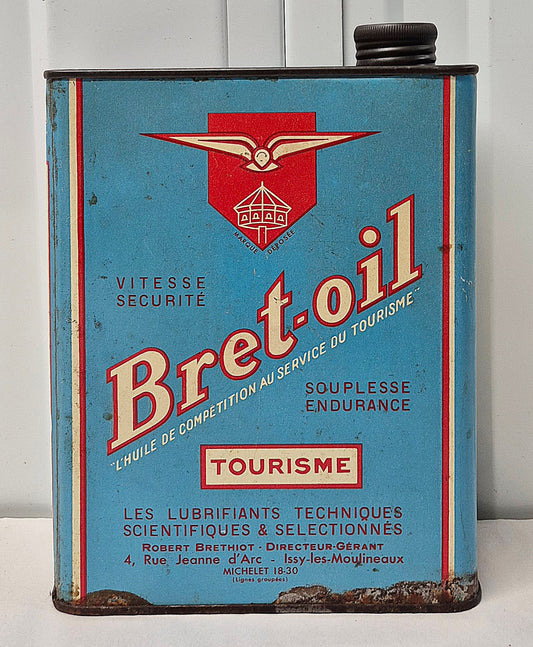 MARQUE DÉPOSÉE
VITESSE
SECURITÉ
Bret-oil
"L'HUILE DE COMPÉTITION AU SERVICE DU TOURISME"
SOUPLESSE
ENDURANCE
TOURISME
LES LUBRIFIANTS TECHNIQUES
SCIENTIFIQUES & SELECTIONNÉS
ROBERT BRETHIOT - DIRECTEUR-GÉRANT
4, Rue Jeanne d'Arc - Issy-les-Moulineaux
MICHELET 18-30
(Lignes groupées)